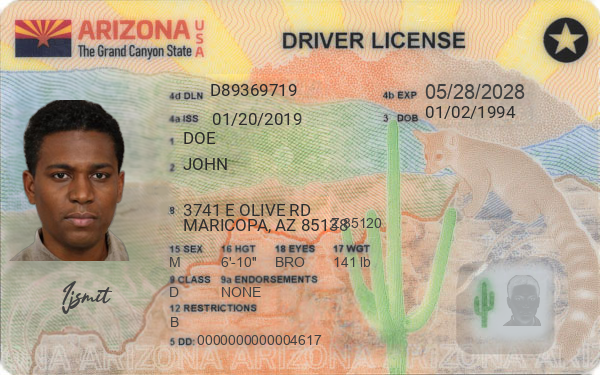 ARIZONA USA
The Grand Canyon State
DRIVER LICENSE
4d DLN D89369719
4b EXP 05/28/2028
4a ISS 01/20/2019
3 DOB 01/02/1994
1 DOE
2 JOHN
8 3741 E OLIVE RD
MARICOPA, AZ
85120
15 SEX 16 HGT 18 EYES 17 WGT
M 6'-10" BRO 141 lb
9 CLASS 9a ENDORSEMENTS
D NONE
12 RESTRICTIONS
B
5 DD: 0000000000004617
ARIZONA ARIZONA ARIZONA ARIZONA